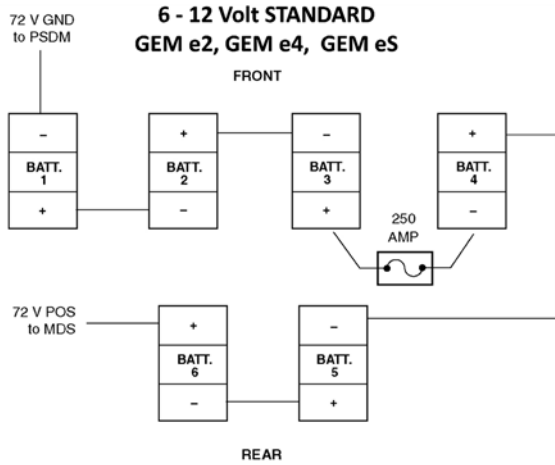 6 - 12 Volt STANDARD
GEM e2, GEM e4, GEM eS
72 V GND
to PSDM
FRONT
–
BATT.
1
+
+
BATT.
2
–
–
BATT.
3
+
+
BATT.
4
–
250
AMP
72 V POS
to MDS
+
BATT.
6
–
–
BATT.
5
+
REAR